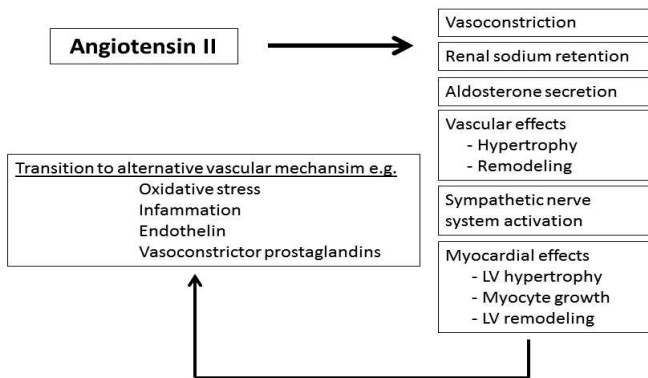 Angiotensin II
Vasoconstriction
Renal sodium retention
Aldosterone secretion
Vascular effects
- Hypertrophy
- Remodeling
Sympathetic nerve
system activation
Myocardial effects
- LV hypertrophy
- Myocyte growth
- LV remodeling
Transition to alternative vascular mechansim e.g.
Oxidative stress
Infammation
Endothelin
Vasoconstrictor prostaglandins